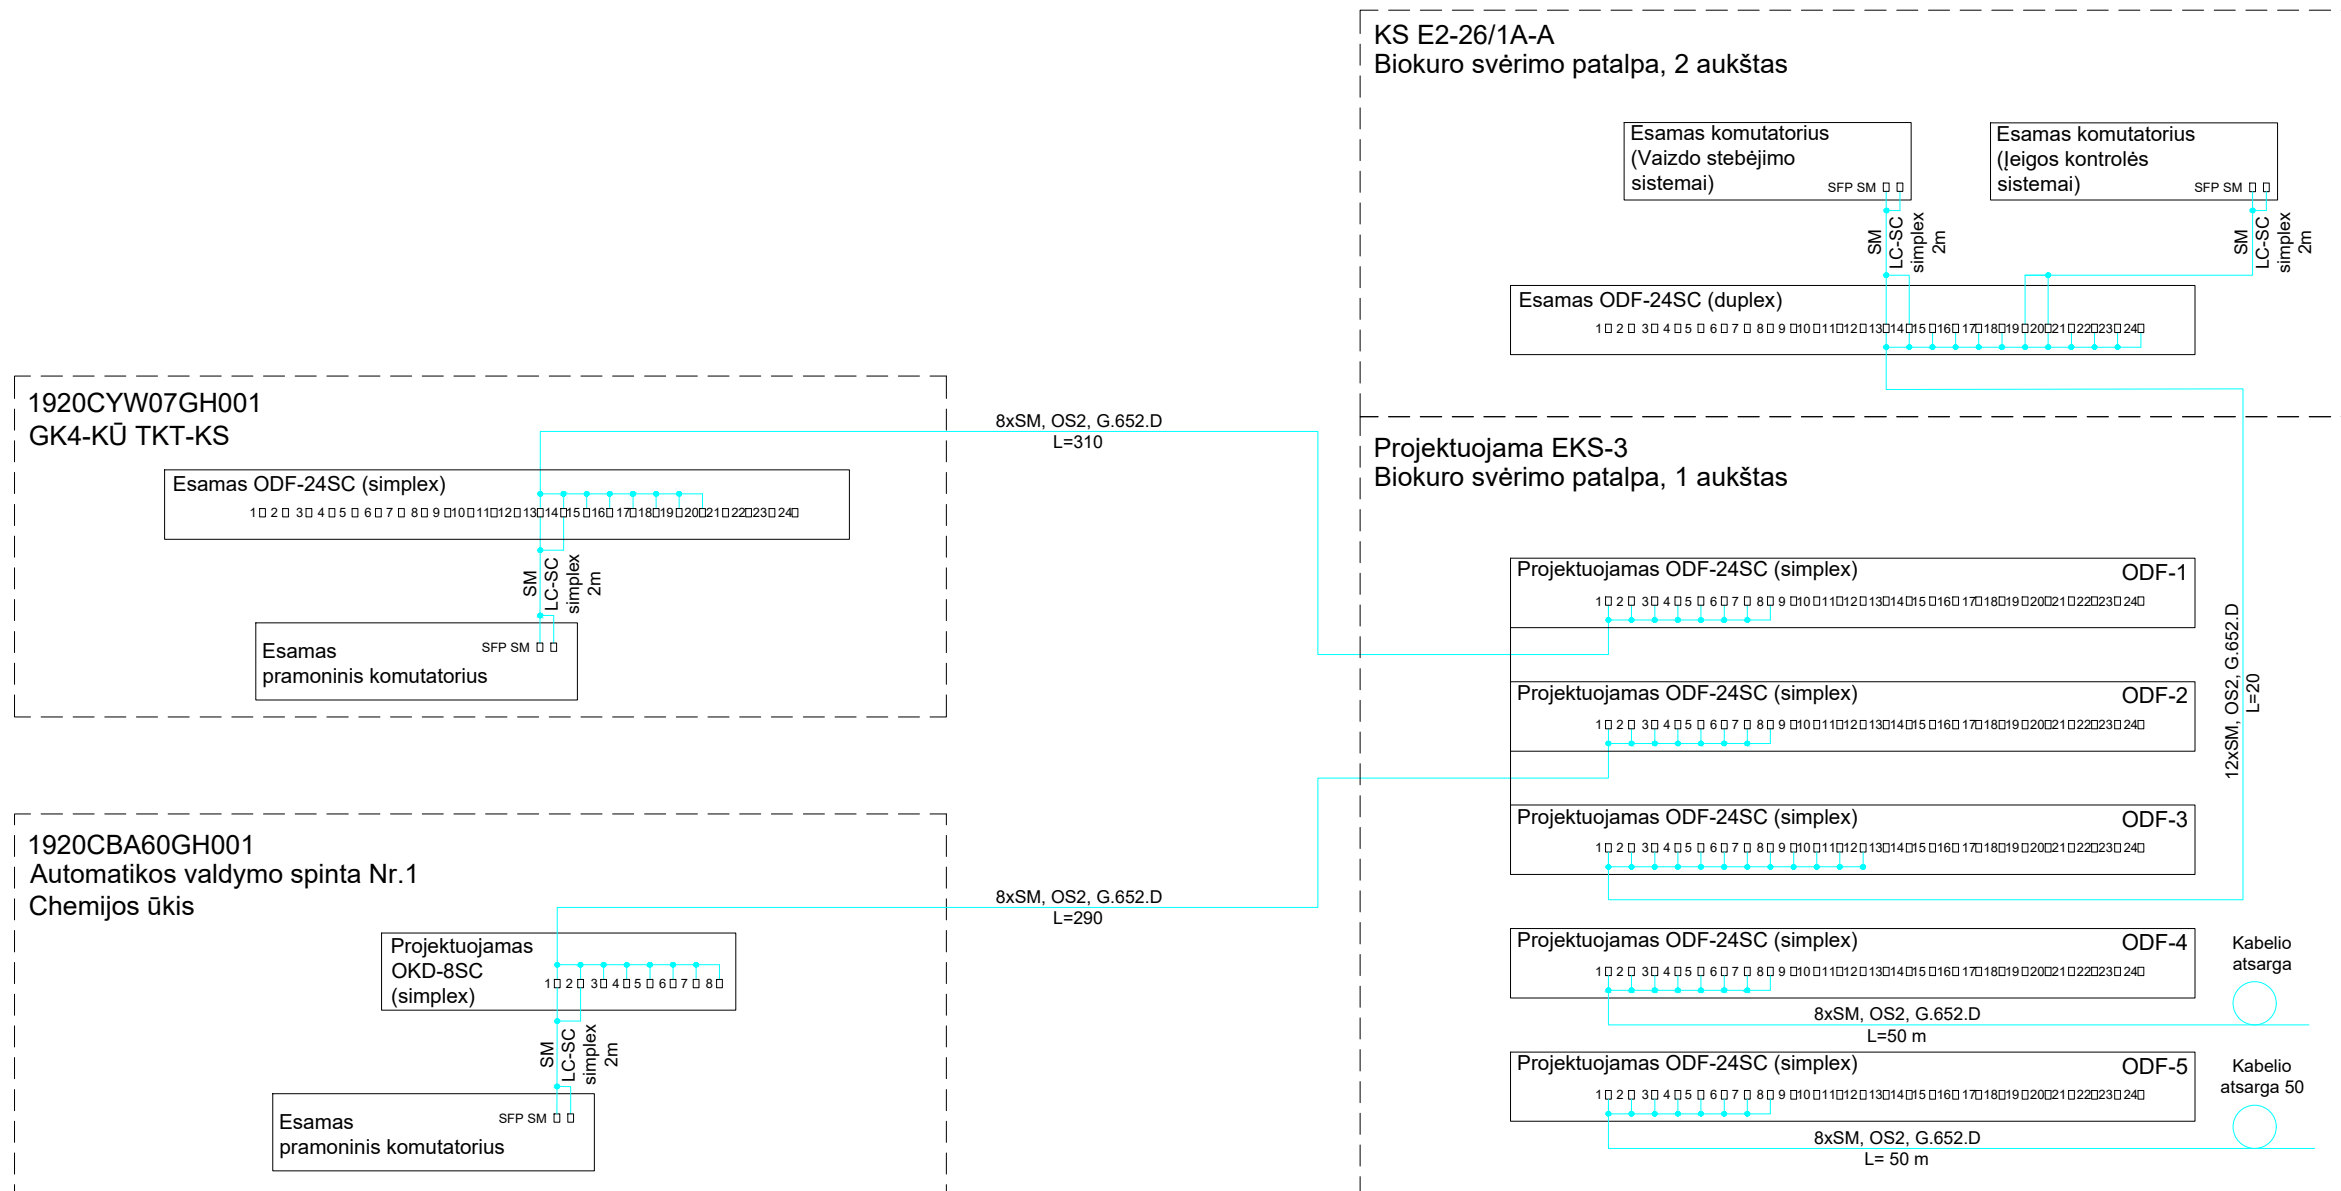 KS E2-26/1A-A
Biokuro svėrimo patalpa, 2 aukštas
Esamas komutatorius
(Vaizdo stebėjimo
sistemai)
SFP SM
Esamas komutatorius
(Įeigos kontrolės
sistemai)
SFP SM
SM
LC-SC
simplex
2m
SM
LC-SC
simplex
2m
Esamas ODF-24SC (duplex)
1 2 3 4 5 6 7 8 9 10 11 12 13 14 15 16 17 18 19 20 21 22 23 24
1920CYW07GH001
GK4-KŪ TKT-KS
Esamas ODF-24SC (simplex)
1 2 3 4 5 6 7 8 9 10 11 12 13 14 15 16 17 18 19 20 21 22 23 24
SM
LC-SC
simplex
2m
Esamas
pramoninis komutatorius
SFP SM
8xSM, OS2, G.652.D
L=310
Projektuojama EKS-3
Biokuro svėrimo patalpa, 1 aukštas
Projektuojamas ODF-24SC (simplex) ODF-1
1 2 3 4 5 6 7 8 9 10 11 12 13 14 15 16 17 18 19 20 21 22 23 24
Projektuojamas ODF-24SC (simplex) ODF-2
1 2 3 4 5 6 7 8 9 10 11 12 13 14 15 16 17 18 19 20 21 22 23 24
12xSM, OS2, G.652.D
L=20
Projektuojamas ODF-24SC (simplex) ODF-3
1 2 3 4 5 6 7 8 9 10 11 12 13 14 15 16 17 18 19 20 21 22 23 24
1920CBA60GH001
Automatikos valdymo spinta Nr.1
Chemijos ūkis
8xSM, OS2, G.652.D
L=290
Projektuojamas
OKD-8SC
(simplex)
1 2 3 4 5 6 7 8
SM
LC-SC
simplex
2m
Esamas
pramoninis komutatorius
SFP SM
Projektuojamas ODF-24SC (simplex) ODF-4
1 2 3 4 5 6 7 8 9 10 11 12 13 14 15 16 17 18 19 20 21 22 23 24
Kabelio
atsarga
8xSM, OS2, G.652.D
L=50 m
Projektuojamas ODF-24SC (simplex) ODF-5
1 2 3 4 5 6 7 8 9 10 11 12 13 14 15 16 17 18 19 20 21 22 23 24
Kabelio
atsarga 50
8xSM, OS2, G.652.D
L= 50 m